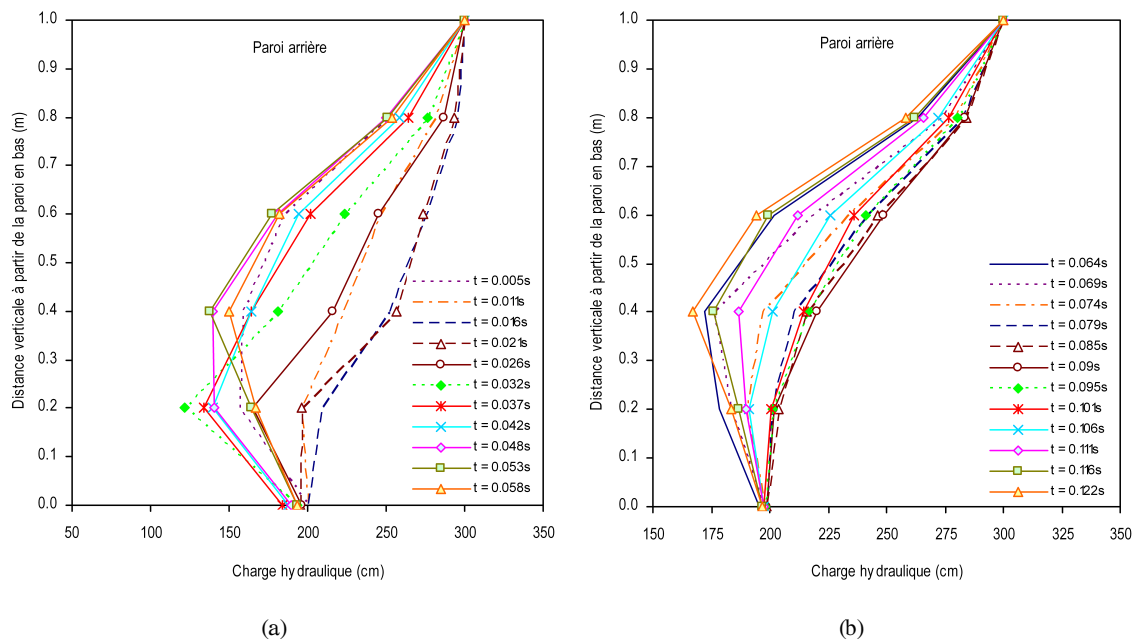 Paroi arrière
Distance verticale à partir de la paroi en bas (m)
1.0
0.9
0.8
0.7
0.6
0.5
0.4
0.3
0.2
0.1
0.0
50 100 150 200 250 300 350
Charge hydraulique (cm)
t = 0.005s
t = 0.011s
t = 0.016s
t = 0.021s
t = 0.026s
t = 0.032s
t = 0.037s
t = 0.042s
t = 0.048s
t = 0.053s
t = 0.058s
(a)
Paroi arrière
Distance verticale à partir de la paroi en bas (m)
1.0
0.9
0.8
0.7
0.6
0.5
0.4
0.3
0.2
0.1
0.0
150 175 200 225 250 275 300 325 350
Charge hydraulique (cm)
t = 0.064s
t = 0.069s
t = 0.074s
t = 0.079s
t = 0.085s
t = 0.09s
t = 0.095s
t = 0.101s
t = 0.106s
t = 0.111s
t = 0.116s
t = 0.122s
(b)